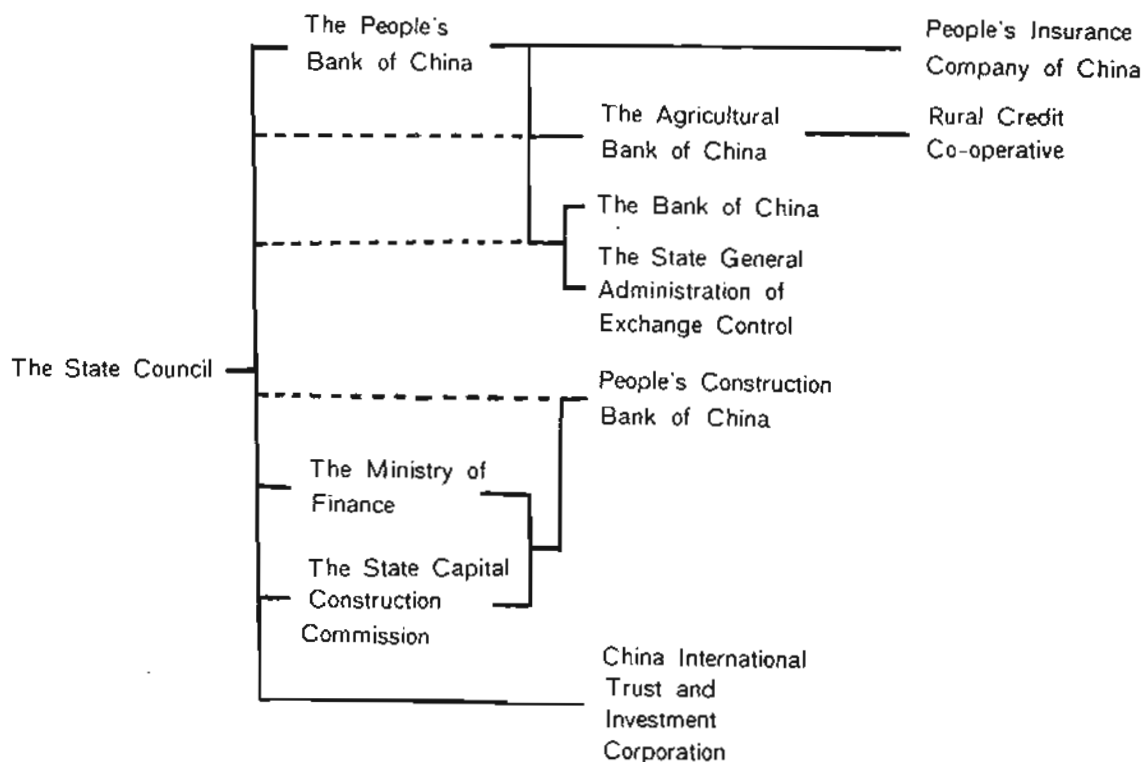 The People's
Bank of China
People's Insurance
Company of China
The Agricultural
Bank of China
Rural Credit
Co-operative
The Bank of China
The State General
Administration of
Exchange Control
The State Council
People's Construction
Bank of China
The Ministry of
Finance
The State Capital
Construction
Commission
China International
Trust and
Investment
Corporation